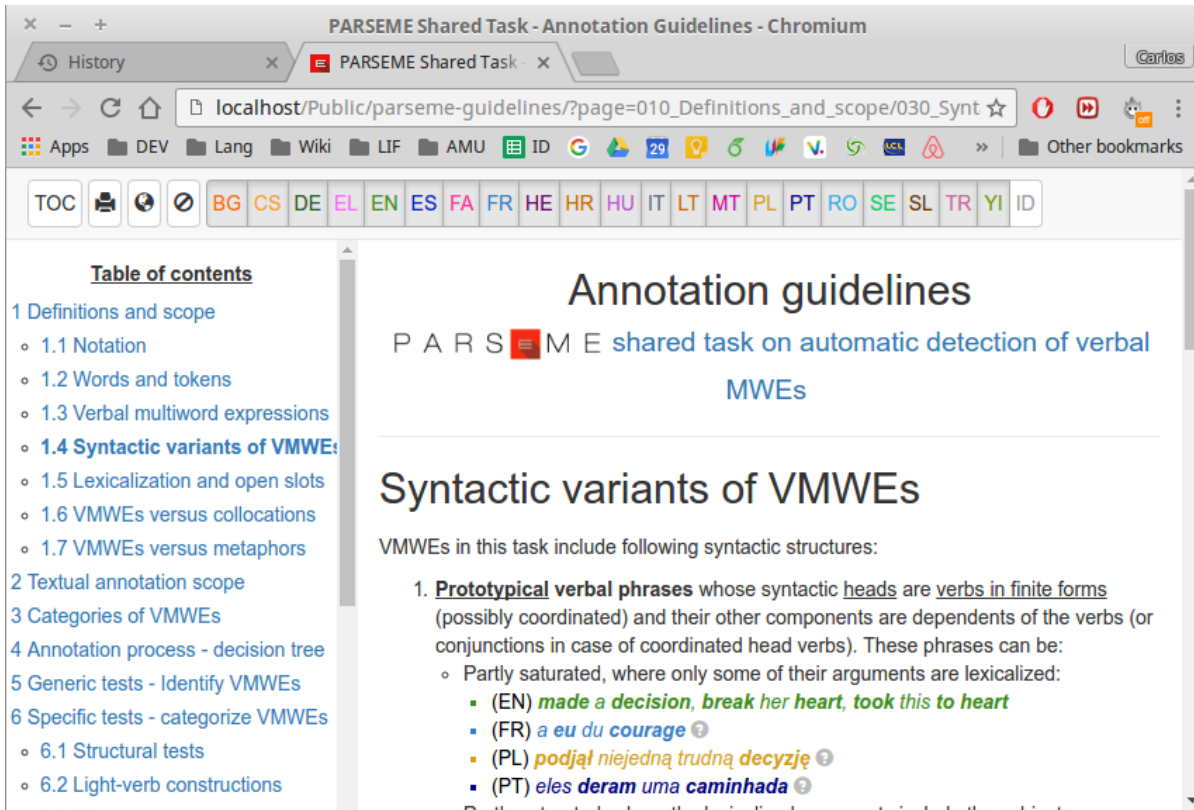 PARSEME Shared Task - Annotation Guidelines - Chromium
History
PARSEME Shared Task -
Carlos
localhost/Public/parseme-guidelines/?page=010_Definitions_and_scope/030_Synt
off
Apps DEV Lang Wiki LIF AMU ID 29 V. LCL » Other bookmarks
TOC BG CS DE EL EN ES FA FR HE HR HU IT LT MT PL PT RO SE SL TR YI ID
Table of contents
1 Definitions and scope
1.1 Notation
1.2 Words and tokens
1.3 Verbal multiword expressions
1.4 Syntactic variants of VMWEs
1.5 Lexicalization and open slots
1.6 VMWEs versus collocations
1.7 VMWEs versus metaphors
2 Textual annotation scope
3 Categories of VMWEs
4 Annotation process - decision tree
5 Generic tests - Identify VMWEs
6 Specific tests - categorize VMWEs
6.1 Structural tests
6.2 Light-verb constructions
Annotation guidelines
PARSEME shared task on automatic detection of verbal
MWEs
Syntactic variants of VMWEs
VMWEs in this task include following syntactic structures:
1. Prototypical verbal phrases whose syntactic heads are verbs in finite forms
(possibly coordinated) and their other components are dependents of the verbs (or
conjunctions in case of coordinated head verbs). These phrases can be:
Partly saturated, where only some of their arguments are lexicalized:
(EN) made a decision, break her heart, took this to heart
(FR) a eu du courage ?
(PL) podjął niejedną trudną decyzję ?
(PT) eles deram uma caminhada ?